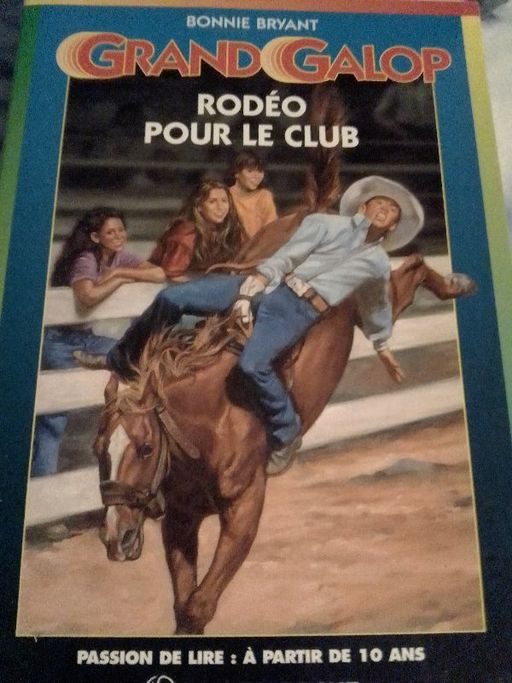 BONNIE BRYANT
GRAND GALOP
RODÉO
POUR LE CLUB
PASSION DE LIRE : À PARTIR DE 10 ANS